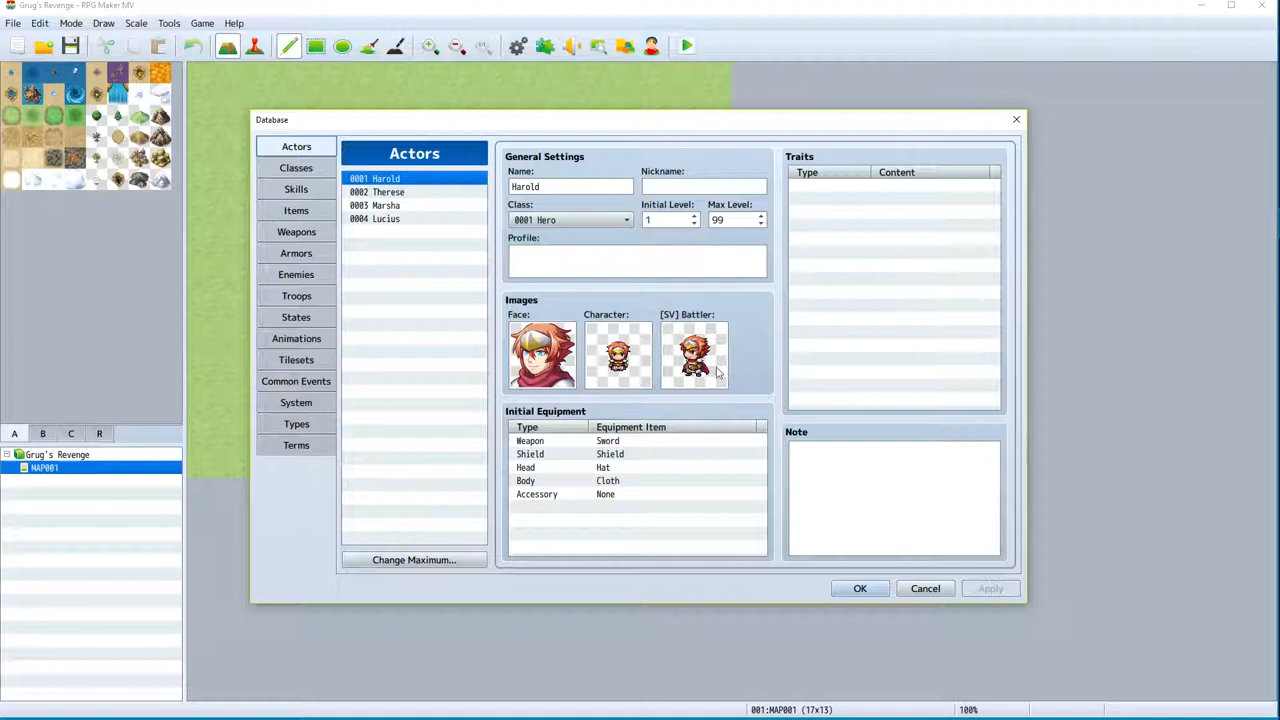 Grug's Revenge - RPG Maker MV
File Edit Mode Draw Scale Tools Game Help
Database
Actors
Classes
Skills
Items
Weapons
Armors
Enemies
Troops
States
Animations
Tilesets
Common Events
System
Types
Terms
Actors
0001 Harold
0002 Therese
0003 Marsha
0004 Lucius
Change Maximum...
General Settings
Name: Nickname:
Harold
Class: Initial Level: Max Level:
0001 Hero 1 99
Profile:
Images
Face: Character: [SV] Battler:
Initial Equipment
Type Equipment Item
Weapon Sword
Shield Shield
Head Hat
Body Cloth
Accessory None
Traits
Type Content
Note
OK Cancel Apply
A B C R
Grug's Revenge
MAP001
001:MAP001 (17x13) 100%